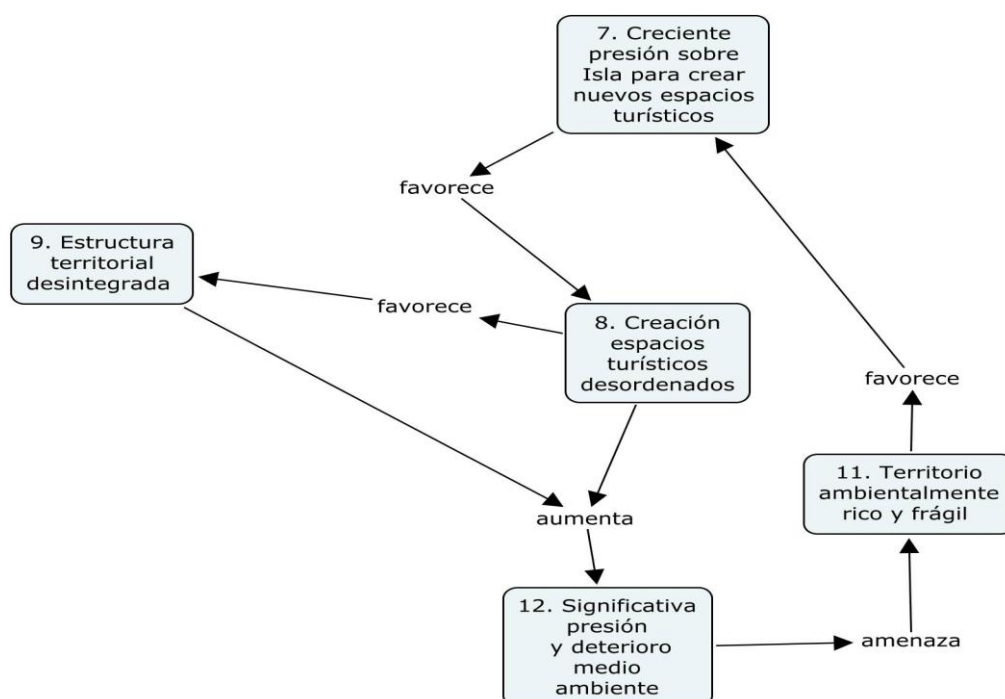 7. Creciente
presión sobre
Isla para crear
nuevos espacios
turísticos
favorece
9. Estructura
territorial
desintegrada
favorece
8. Creación
espacios
turísticos
desordenados
favorece
11. Territorio
ambientalmente
rico y frágil
aumenta
12. Significativa
presión
y deterioro
medio
ambiente
amenaza